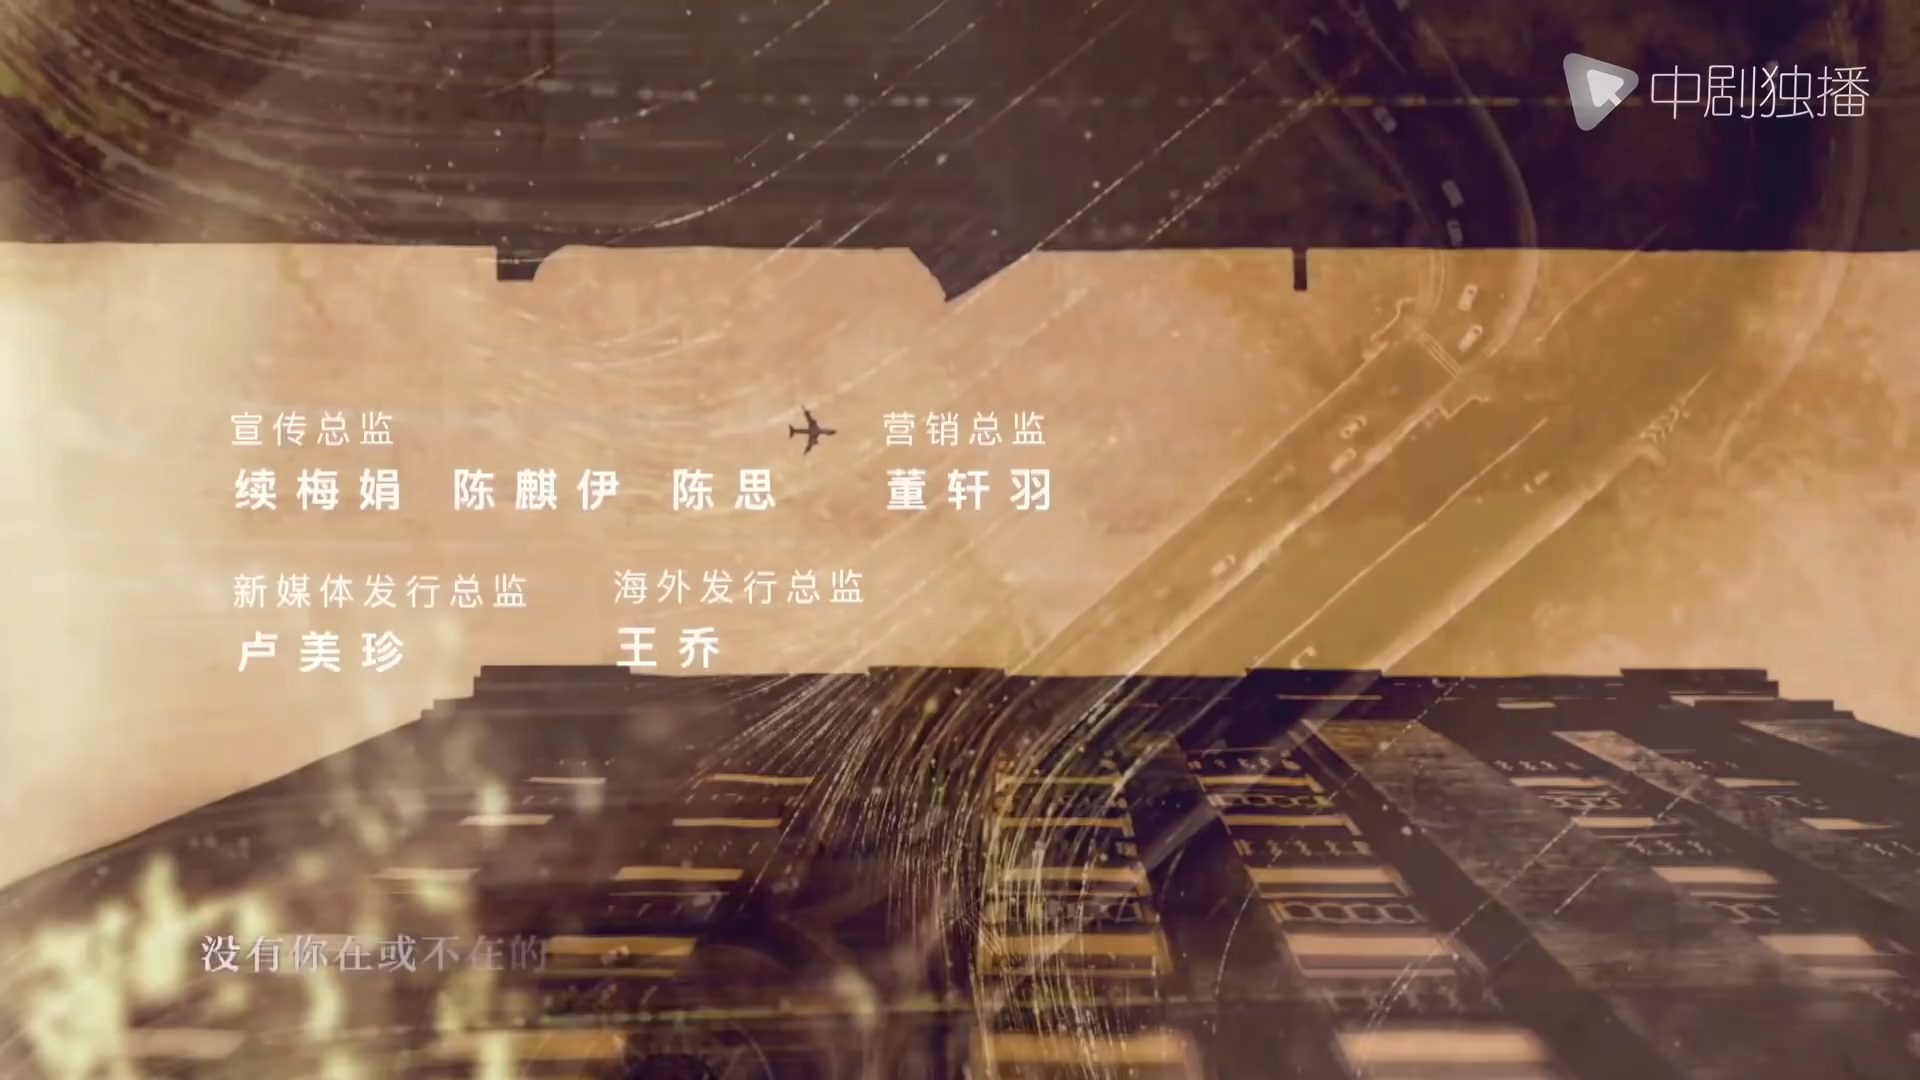 中剧独播
宣传总监
续梅娟 陈麒伊 陈思
营销总监
董轩羽
新媒体发行总监
卢美珍
海外发行总监
王乔
没有你在或不在的